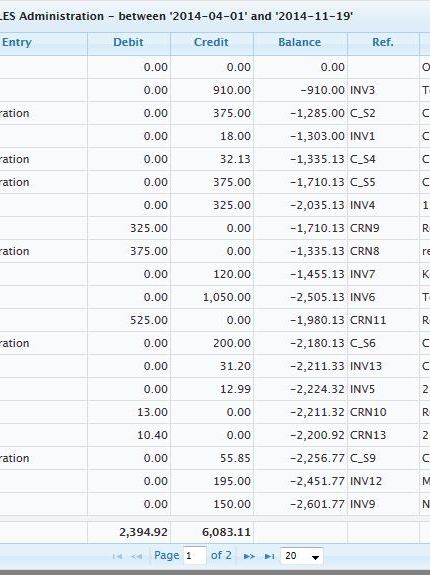 LES Administration - between '2014-04-01' and '2014-11-19'
Entry Debit Credit Balance Ref.
0.00 0.00 0.00
0.00 910.00 -910.00 INV3
ration 0.00 375.00 -1,285.00 C_S2
0.00 18.00 -1,303.00 INV1
ration 0.00 32.13 -1,335.13 C_S4
ration 0.00 375.00 -1,710.13 C_S5
0.00 325.00 -2,035.13 INV4
325.00 0.00 -1,710.13 CRN9
ration 375.00 0.00 -1,335.13 CRN8
0.00 120.00 -1,455.13 INV7
0.00 1,050.00 -2,505.13 INV6
525.00 0.00 -1,980.13 CRN11
ration 0.00 200.00 -2,180.13 C_S6
0.00 31.20 -2,211.33 INV13
0.00 12.99 -2,224.32 INV5
13.00 0.00 -2,211.32 CRN10
10.40 0.00 -2,200.92 CRN13
ration 0.00 55.85 -2,256.77 C_S9
0.00 195.00 -2,451.77 INV12
0.00 150.00 -2,601.77 INV9
2,394.92 6,083.11
Page 1 of 2 20